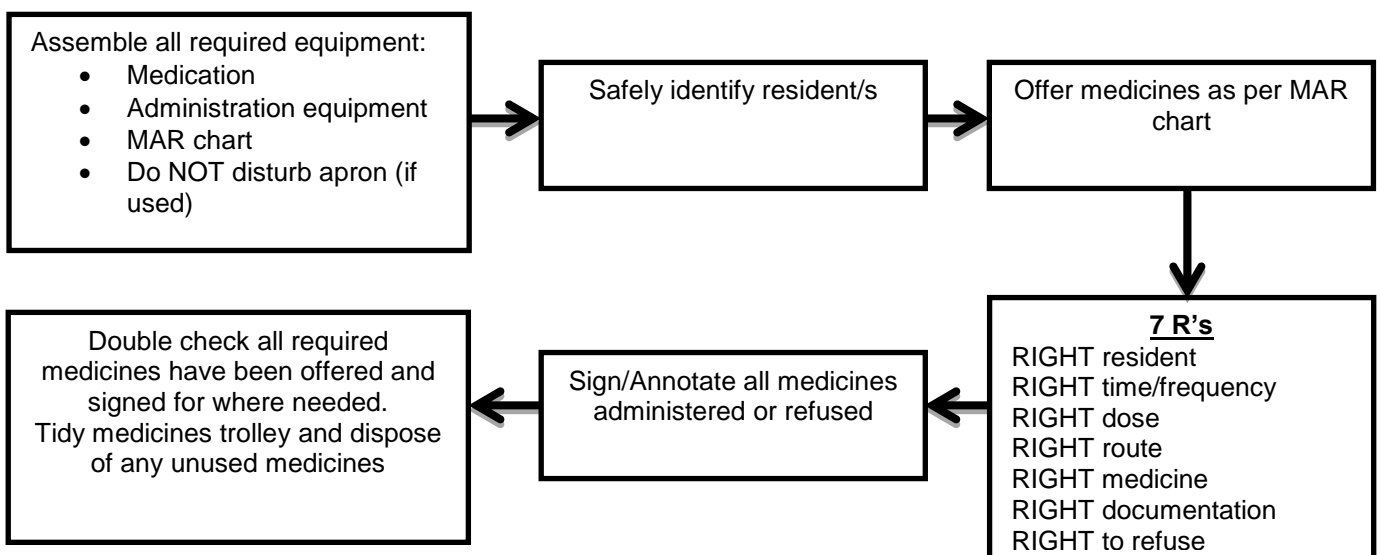 Assemble all required equipment:
• Medication
• Administration equipment
• MAR chart
• Do NOT disturb apron (if
used)
Safely identify resident/s
Offer medicines as per MAR
chart
7 R’s
RIGHT resident
RIGHT time/frequency
RIGHT dose
RIGHT route
RIGHT medicine
RIGHT documentation
RIGHT to refuse
Sign/Annotate all medicines
administered or refused
Double check all required
medicines have been offered and
signed for where needed.
Tidy medicines trolley and dispose
of any unused medicines